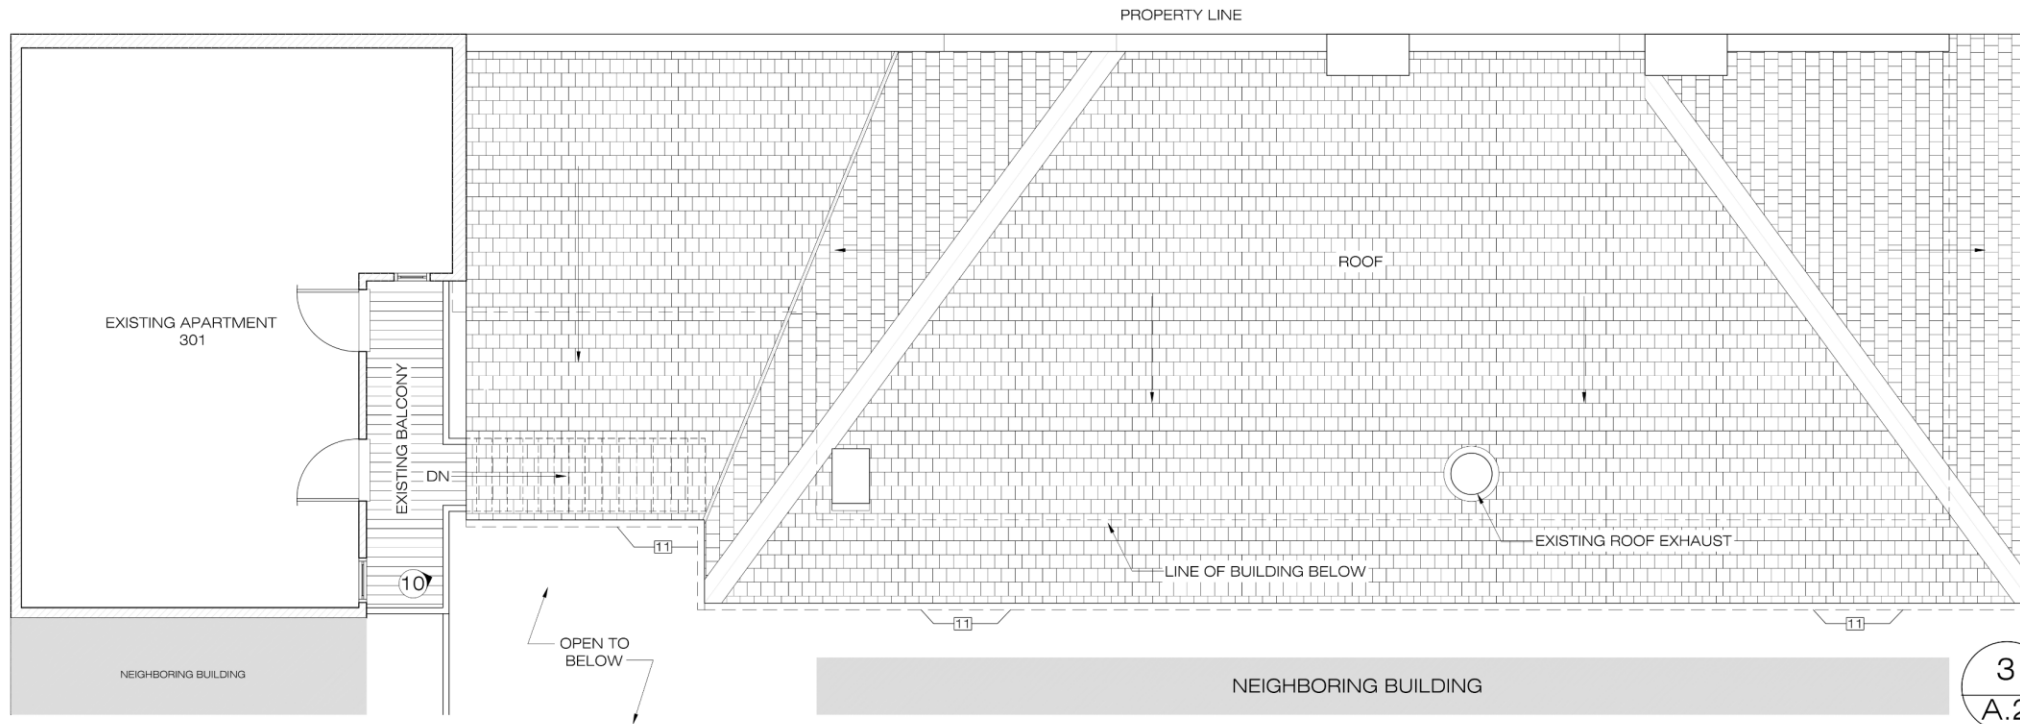 PROPERTY LINE
ROOF
EXISTING APARTMENT
301
EXISTING BALCONY
DN
10
11
EXISTING ROOF EXHAUST
LINE OF BUILDING BELOW
11
11
OPEN TO
BELOW
NEIGHBORING BUILDING
NEIGHBORING BUILDING
3
A.2